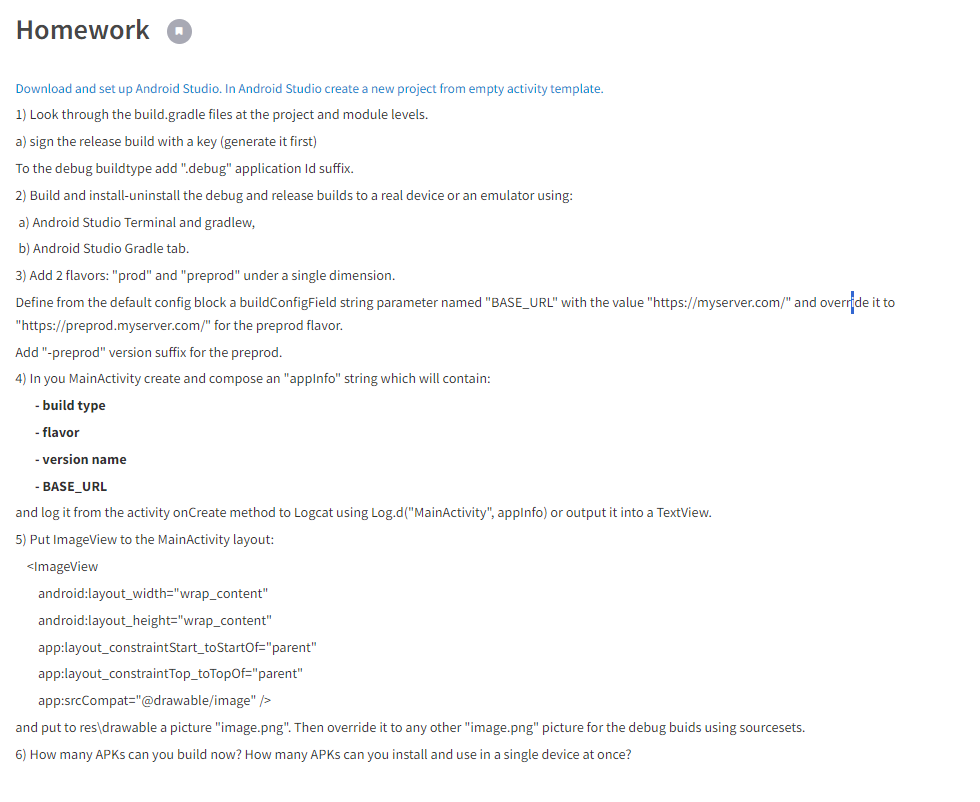 Homework
Download and set up Android Studio. In Android Studio create a new project from empty activity template.
1) Look through the build.gradle files at the project and module levels.
a) sign the release build with a key (generate it first)
To the debug buildtype add ".debug" application Id suffix.
2) Build and install-uninstall the debug and release builds to a real device or an emulator using:
a) Android Studio Terminal and gradlew,
b) Android Studio Gradle tab.
3) Add 2 flavors: "prod" and "preprod" under a single dimension.
Define from the default config block a buildConfigField string parameter named "BASE_URL" with the value "https://myserver.com/" and override it to
"https://preprod.myserver.com/" for the preprod flavor.
Add "-preprod" version suffix for the preprod.
4) In you MainActivity create and compose an "appInfo" string which will contain:
- build type
- flavor
- version name
- BASE_URL
and log it from the activity onCreate method to Logcat using Log.d("MainActivity", appInfo) or output it into a TextView.
5) Put ImageView to the MainActivity layout:
<ImageView
android:layout_width="wrap_content"
android:layout_height="wrap_content"
app:layout_constraintStart_toStartOf="parent"
app:layout_constraintTop_toTopOf="parent"
app:srcCompat="@drawable/image" />
and put to res\drawable a picture "image.png". Then override it to any other "image.png" picture for the debug buids using sourcesets.
6) How many APKs can you build now? How many APKs can you install and use in a single device at once?